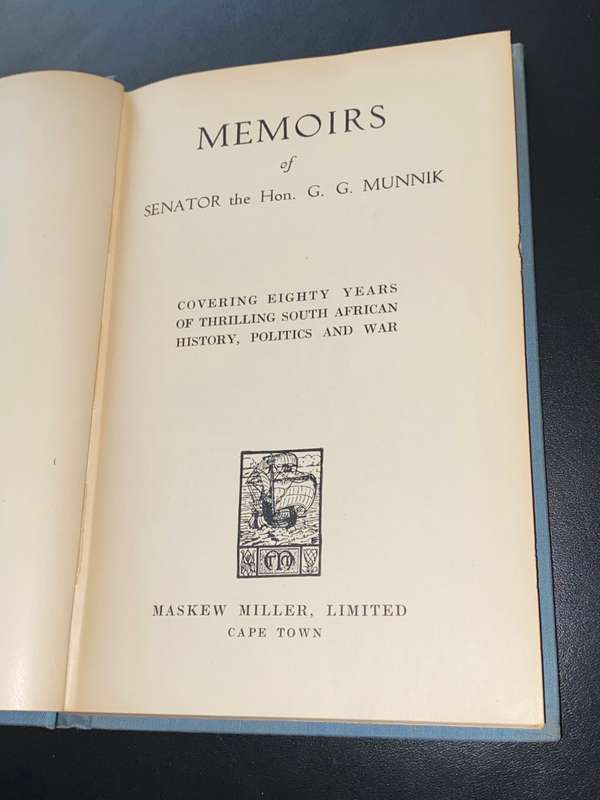 MEMOIRS
of
SENATOR the Hon. G. G. MUNNIK
COVERING EIGHTY YEARS
OF THRILLING SOUTH AFRICAN
HISTORY, POLITICS AND WAR
MM
MASKEW MILLER, LIMITED
CAPE TOWN